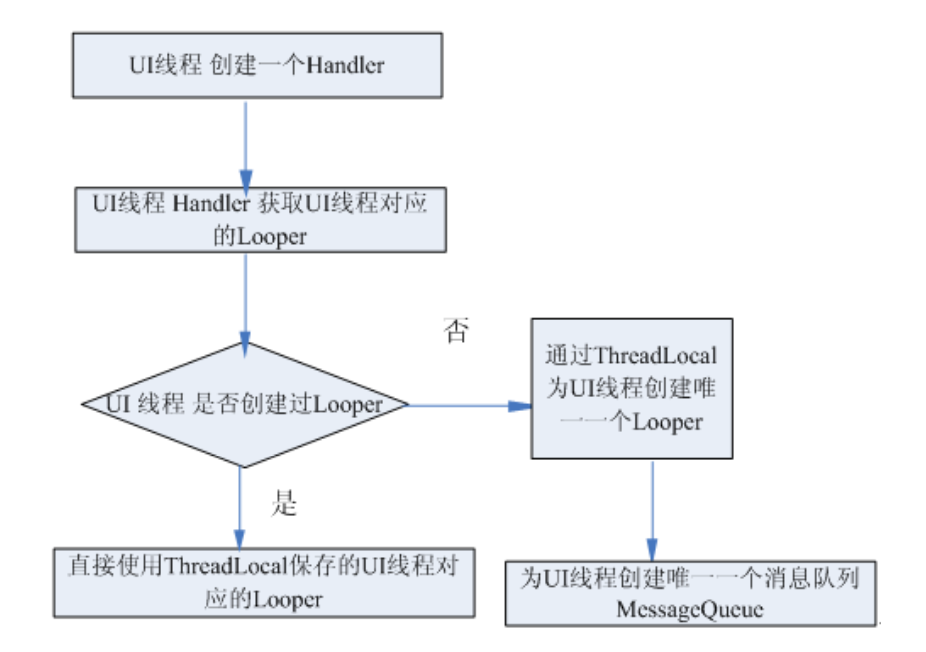 UI线程 创建一个Handler
UI线程 Handler 获取UI线程对应
的Looper
否
通过ThreadLocal
为UI线程创建唯
一一个Looper
UI 线程 是否创建过Looper
是
直接使用ThreadLocal保存的UI线程对
应的Looper
为UI线程创建唯一一个消息队列
MessageQueue